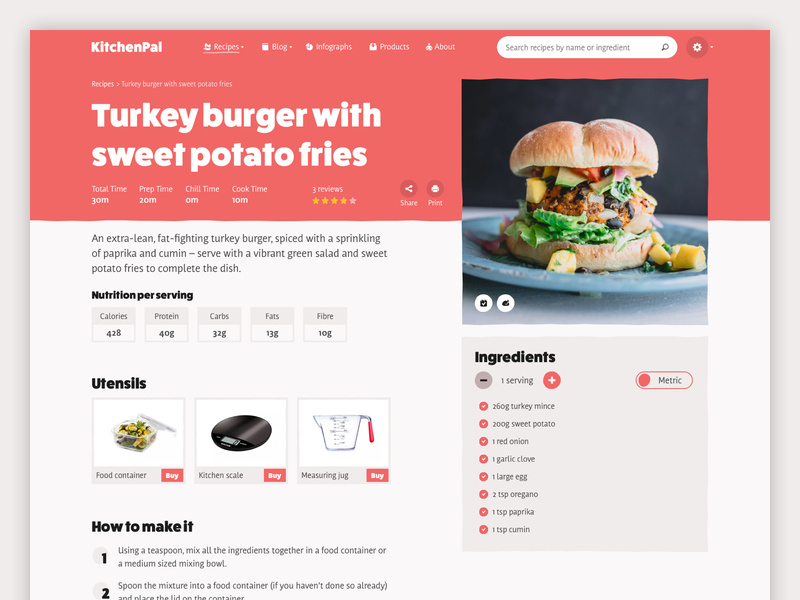 KitchenPal
Recipes
Blog
Infographs
Products
About
Search recipes by name or ingredient
Recipes > Turkey burger with sweet potato fries
Turkey burger with
sweet potato fries
Total Time Prep Time Chill Time Cook Time 3 reviews
30m 20m 0m 10m
Share Print
An extra-lean, fat-fighting turkey burger, spiced with a sprinkling
of paprika and cumin – serve with a vibrant green salad and sweet
potato fries to complete the dish.
Nutrition per serving
Calories Protein Carbs Fats Fibre
428 40g 32g 13g 10g
Utensils
Food container Buy
Kitchen scale Buy
Measuring jug Buy
How to make it
1 Using a teaspoon, mix all the ingredients together in a food container or
a medium sized mixing bowl.
2 Spoon the mixture into a food container (if you haven't done so already)
and place the lid on the container
Ingredients
1 serving
Metric
260g turkey mince
200g sweet potato
1 red onion
1 garlic clove
1 large egg
2 tsp oregano
1 tsp paprika
1 tsp cumin